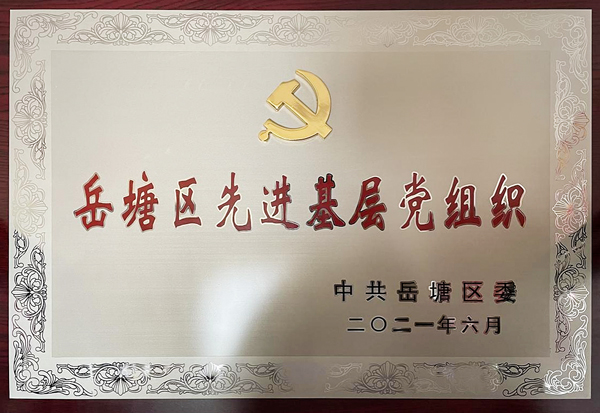 岳塘区先进基层党组织
中共岳塘区委
二〇二一年六月